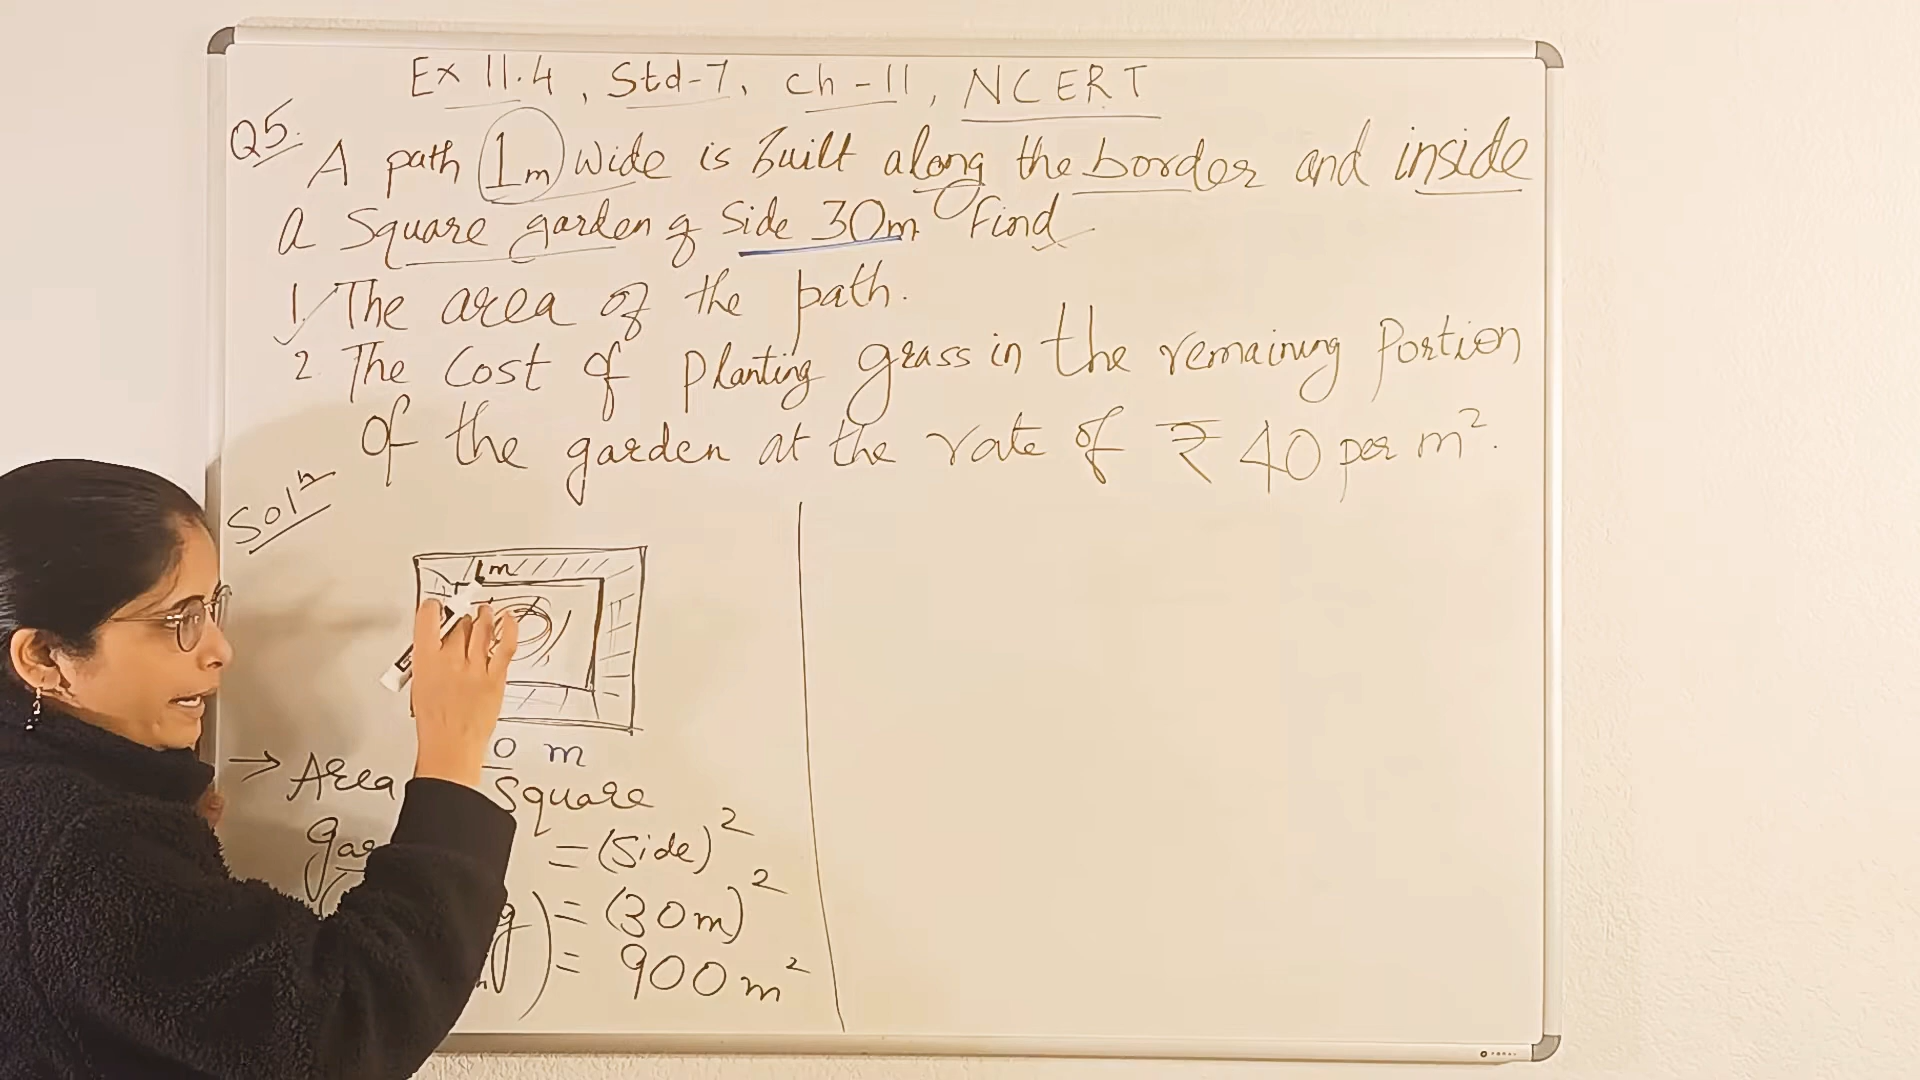 Ex 11.4, Std-7, Ch-11, NCERT
Q5. A path 1m wide is built along the border and inside
a Square garden of Side 30m Find
1. The area of the path.
2. The Cost of Planting grass in the remaining Portion
of the garden at the rate of ₹ 40 per m².
Solⁿ
1m
0 m
→ Area Square
= (Side)²
= (30m)²
= 900m²